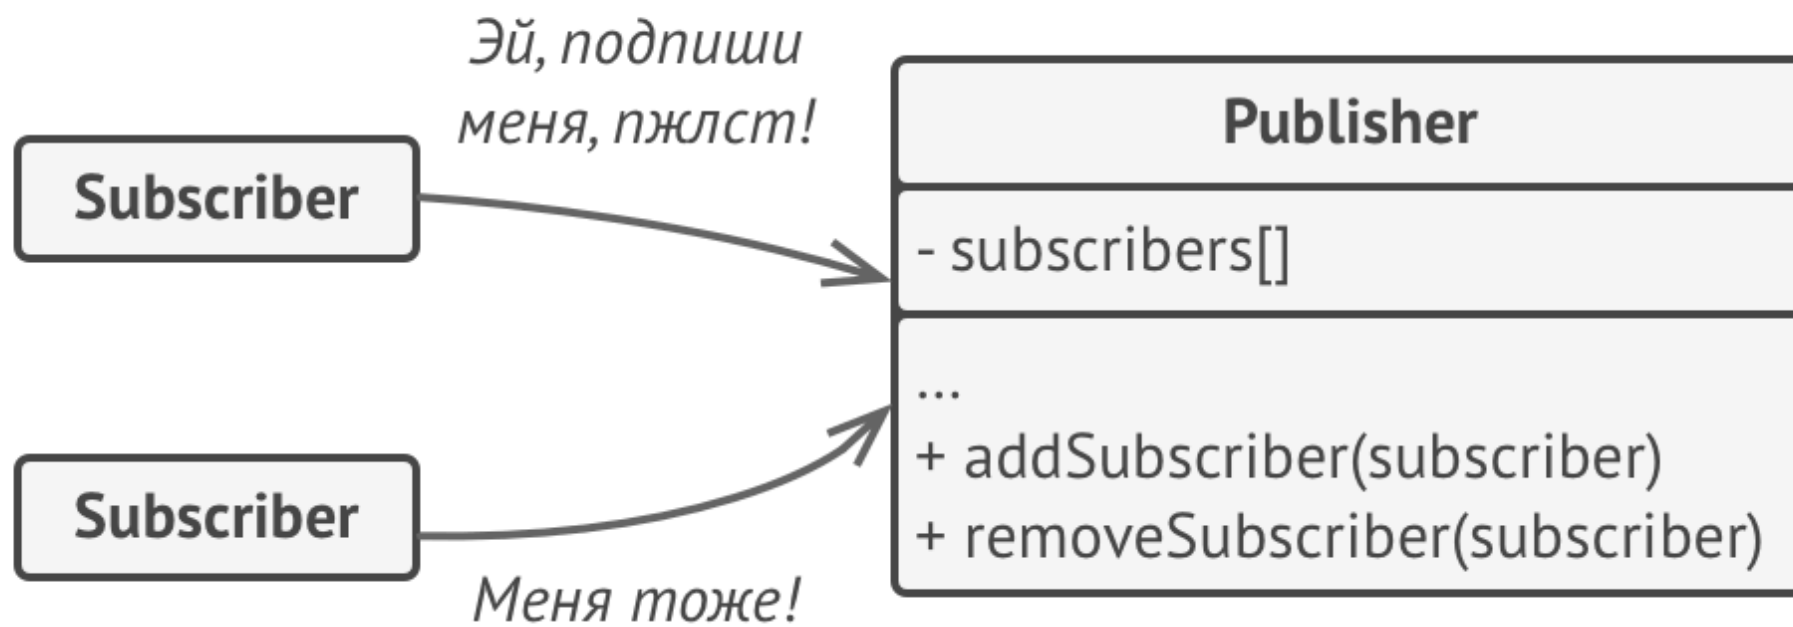 Эй, подпиши
меня, пжлст!
Subscriber
Subscriber
Меня тоже!
Publisher
- subscribers[]
...
+ addSubscriber(subscriber)
+ removeSubscriber(subscriber)